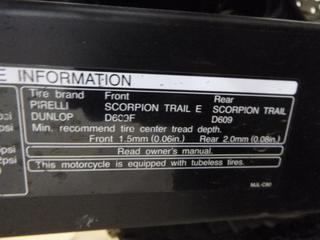 E INFORMATION
Tire brand Front Rear
PIRELLI SCORPION TRAIL E SCORPION TRAIL
DUNLOP D609F D609
Min. recommend tire center tread depth.
Front 1.5mm (0.06in.) Rear 2.0mm (0.08in.)
Read owner's manual.
This motorcycle is equipped with tubeless tires.
psi
psi